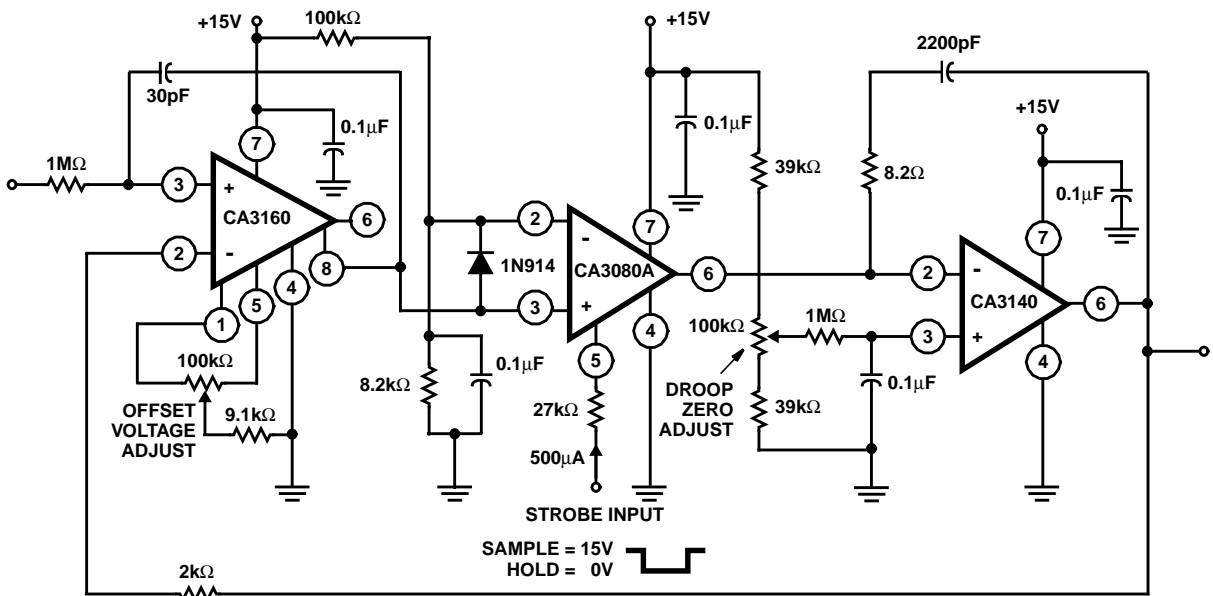 +15V
100kΩ
+15V
2200pF
30pF
+15V
0.1μF
0.1μF
7
39kΩ
8.2Ω
0.1μF
1MΩ
3
+
CA3160
6
2
-
8
4
5
1
2
-
1N914
CA3080A
7
6
3
+
4
5
7
2
-
CA3140
6
3
+
4
100kΩ
1MΩ
100kΩ
OFFSET
VOLTAGE
ADJUST
9.1kΩ
8.2kΩ
0.1μF
27kΩ
500μA
DROOP
ZERO
ADJUST
39kΩ
0.1μF
STROBE INPUT
SAMPLE = 15V
HOLD = 0V
2kΩ